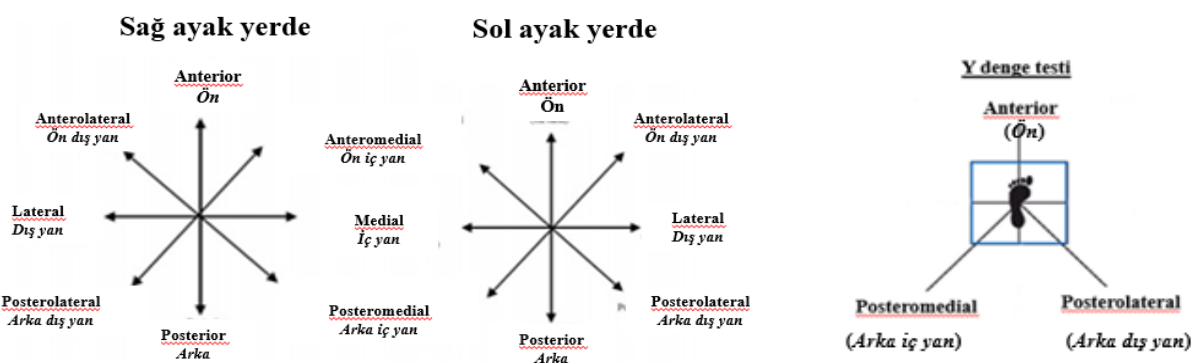 Sağ ayak yerde
Anterior
Ön
Anterolateral
Ön dış yan
Lateral
Dış yan
Posterolateral
Arka dış yan
Posterior
Arka
Anteromedial
Ön iç yan
Medial
İç yan
Posteromedial
Arka iç yan
Sol ayak yerde
Anterior
Ön
Anterolateral
Ön dış yan
Lateral
Dış yan
Posterolateral
Arka dış yan
Posterior
Arka
Y denge testi
Anterior
(Ön)
Posteromedial
(Arka iç yan)
Posterolateral
(Arka dış yan)